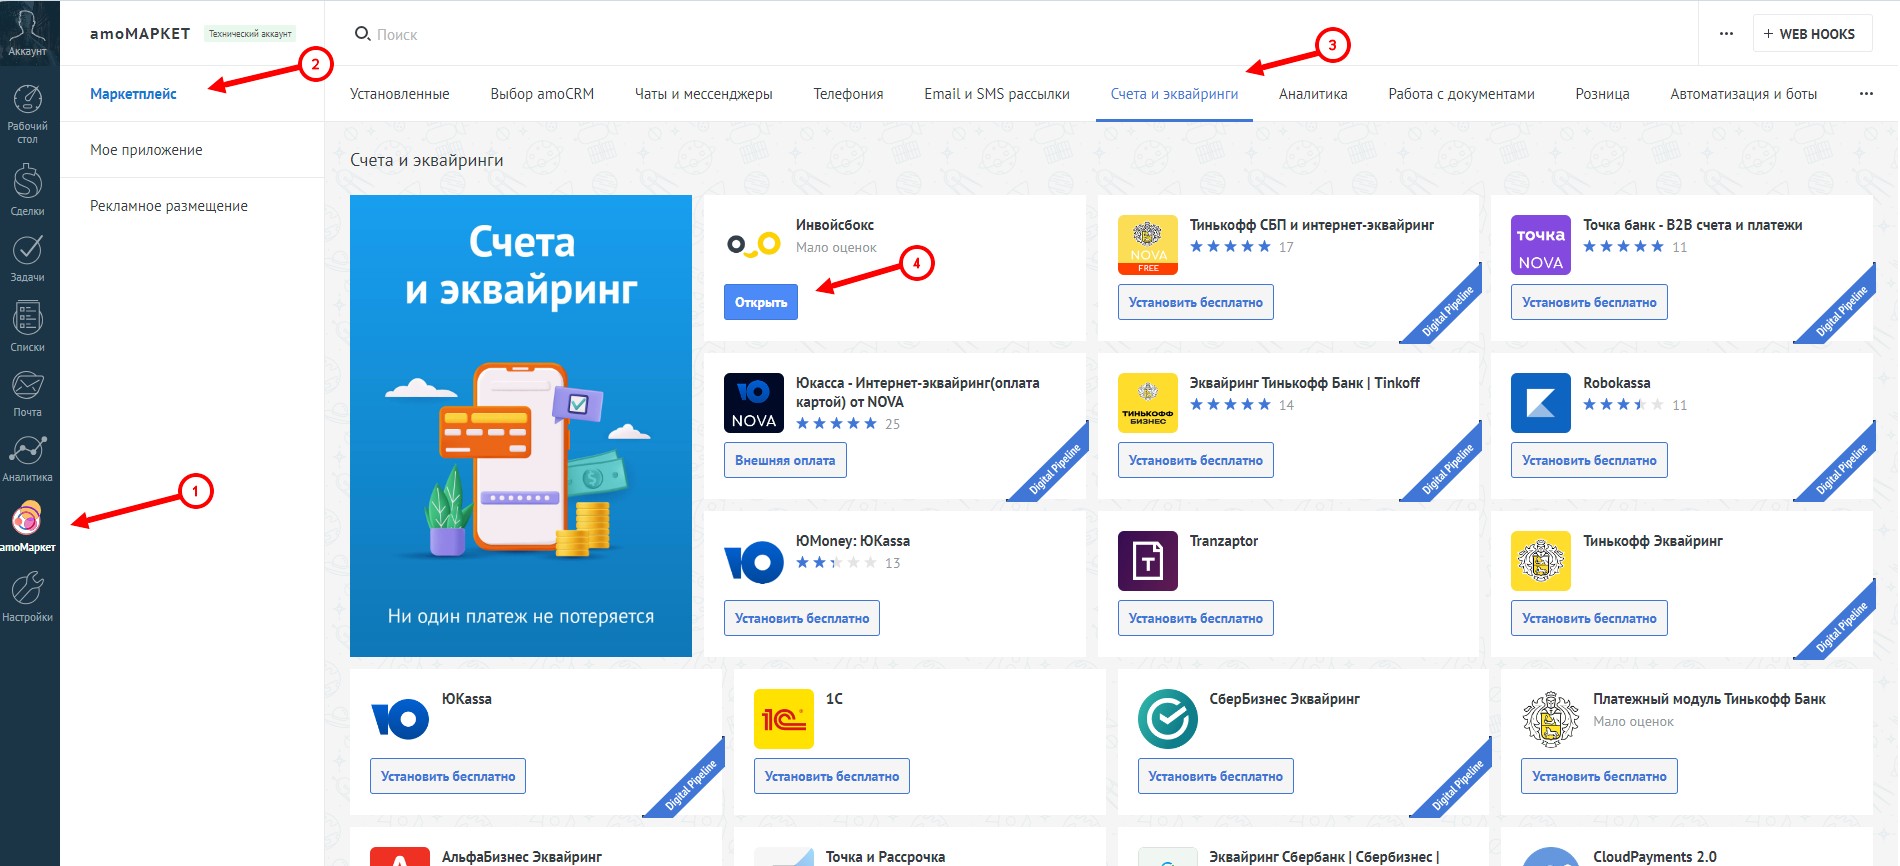 Аккаунт
Рабочий
стол
Сделки
Задачи
Списки
Почта
Аналитика
amoМаркет
Настройки
amoМАРКЕТ
Технический аккаунт
Маркетплейс
Мое приложение
Рекламное размещение
1
2
3
4
Поиск
+ WEB HOOKS
Установленные
Выбор amoCRM
Чаты и мессенджеры
Телефония
Email и SMS рассылки
Счета и эквайринги
Аналитика
Работа с документами
Розница
Автоматизация и боты
Счета и эквайринги
Счета
и эквайринг
Ни один платеж не потеряется
Инвойсбокс
Мало оценок
Открыть
NOVA
FREE
Тинькофф СБП и интернет-эквайринг
17
Установить бесплатно
Digital Pipeline
точка
NOVA
Точка банк - B2B счета и платежи
11
Установить бесплатно
Digital Pipeline
NOVA
Юкасса - Интернет-эквайринг(оплата
картой) от NOVA
25
Внешняя оплата
Digital Pipeline
ТИНЬКОФФ
БИЗНЕС
Эквайринг Тинькофф Банк | Tinkoff
14
Установить бесплатно
Digital Pipeline
Robokassa
11
Установить бесплатно
Digital Pipeline
ЮMoney: ЮKassa
13
Установить бесплатно
Tranzaptor
Установить бесплатно
Тинькофф Эквайринг
Установить бесплатно
Digital Pipeline
ЮKassa
Установить бесплатно
Digital Pipeline
1С
1С
Установить бесплатно
СберБизнес Эквайринг
Установить бесплатно
Digital Pipeline
Платежный модуль Тинькофф Банк
Мало оценок
Установить бесплатно
АльфаБизнес Эквайринг
Точка и Рассрочка
Эквайринг Сбербанк | Сбербизнес |
CloudPayments 2.0